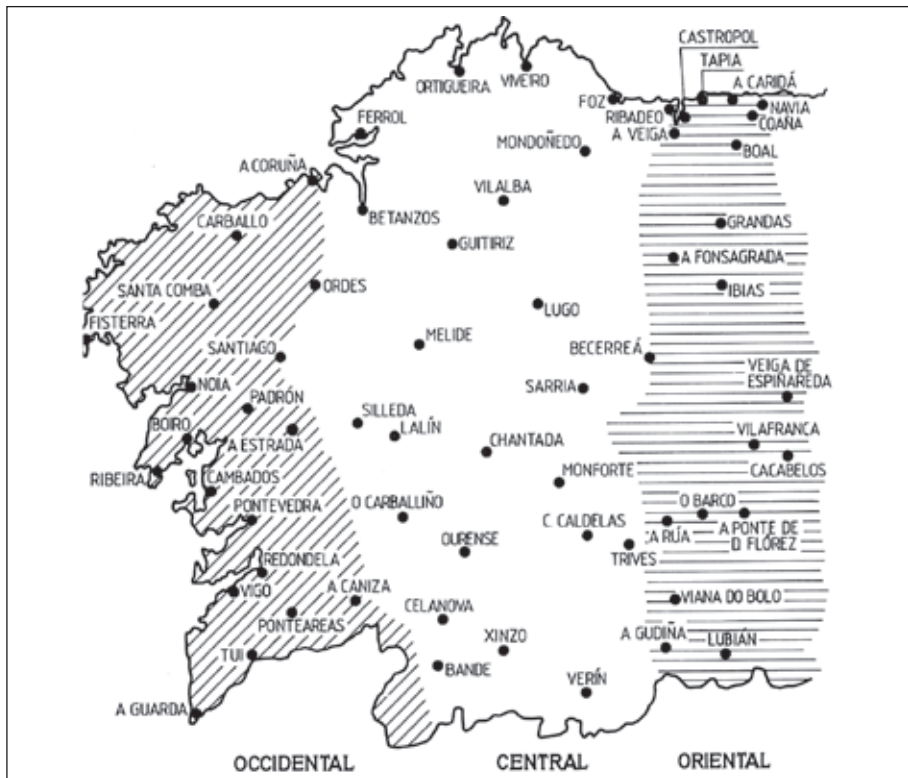 CASTROPOL
TAPIA
A CARIDÁ
ORTIGUEIRA
VIVEIRO
FOZ
NAVIA
RIBADEO
COAÑA
A VEIGA
FERROL
MONDOÑEDO
BOAL
A CORUÑA
VILALBA
BETANZOS
CARBALLO
GRANDAS
GUITIRIZ
A FONSAGRADA
SANTA COMBA
ORDES
IBIAS
LUGO
FISTERRA
MELIDE
BECERREÁ
SANTIAGO
VEIGA DE
ESPIÑAREDA
NOIA
SARRIA
PADRÓN
SILLEDA
BOIRO
LALÍN
A ESTRADA
VILAFRANCA
CHANTADA
RIBEIRA
CACABELOS
CAMBADOS
MONFORTE
PONTEVEDRA
O CARBALLIÑO
O BARCO
C. CALDELAS
A RÚA
A PONTE DE
D. FLÓREZ
OURENSE
TRIVES
REDONDELA
VIGO
A CANIZA
VIANA DO BOLO
PONTEAREAS
CELANOVA
A GUDIÑA
XINZO
LUBIÁN
TUI
BANDE
VERÍN
A GUARDA
OCCIDENTAL
CENTRAL
ORIENTAL